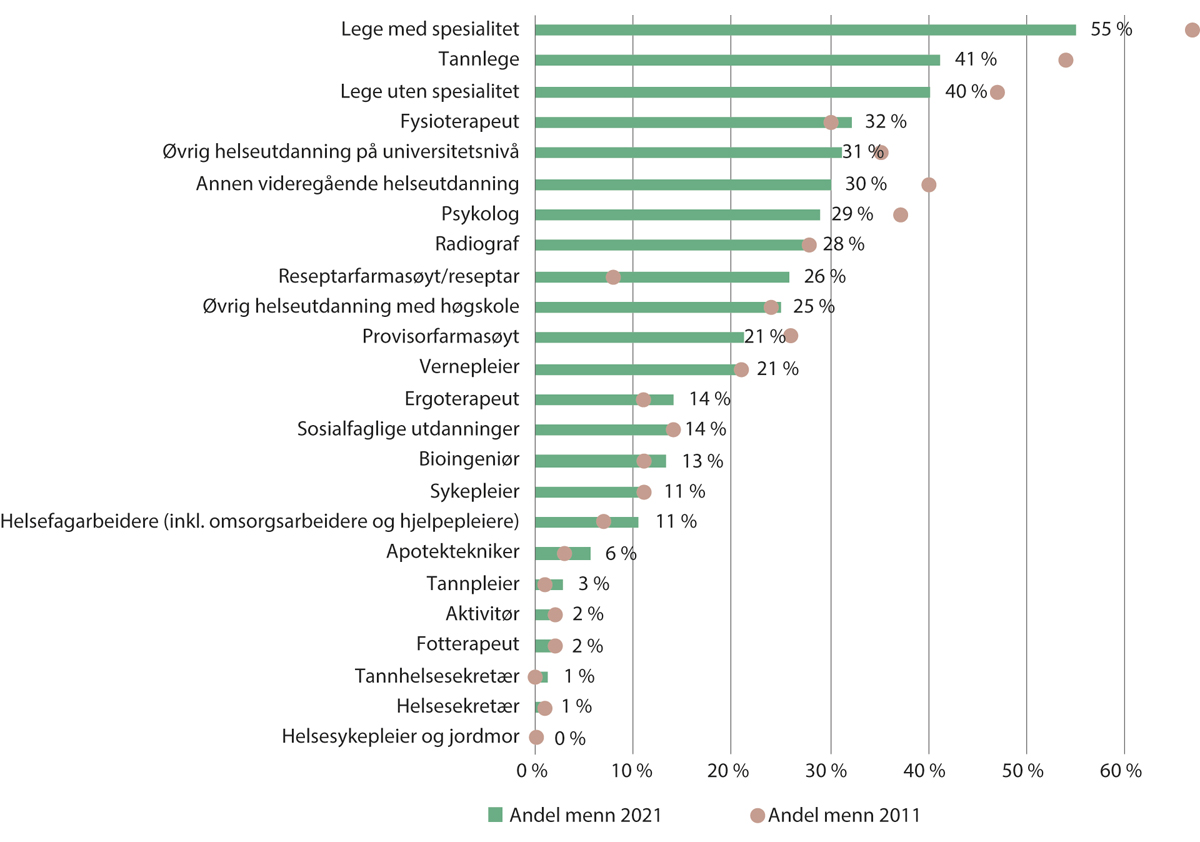 Lege med spesialitet 55 %
Tannlege 41 %
Lege uten spesialitet 40 %
Fysioterapeut 32 %
Øvrig helseutdanning på universitetsnivå 31 %
Annen videregående helseutdanning 30 %
Psykolog 29 %
Radiograf 28 %
Reseptarfarmasøyt/reseptar 26 %
Øvrig helseutdanning med høgskole 25 %
Provisorfarmasøyt 21 %
Vernepleier 21 %
Ergoterapeut 14 %
Sosialfaglige utdanninger 14 %
Bioingeniør 13 %
Sykepleier 11 %
Helsefagarbeidere (inkl. omsorgsarbeidere og hjelpepleiere) 11 %
Apotektekniker 6 %
Tannpleier 3 %
Aktivitør 2 %
Fotterapeut 2 %
Tannhelsesekretær 1 %
Helsesekretær 1 %
Helsesykepleier og jordmor 0 %
0 % 10 % 20 % 30 % 40 % 50 % 60 %
Andel menn 2021 Andel menn 2011